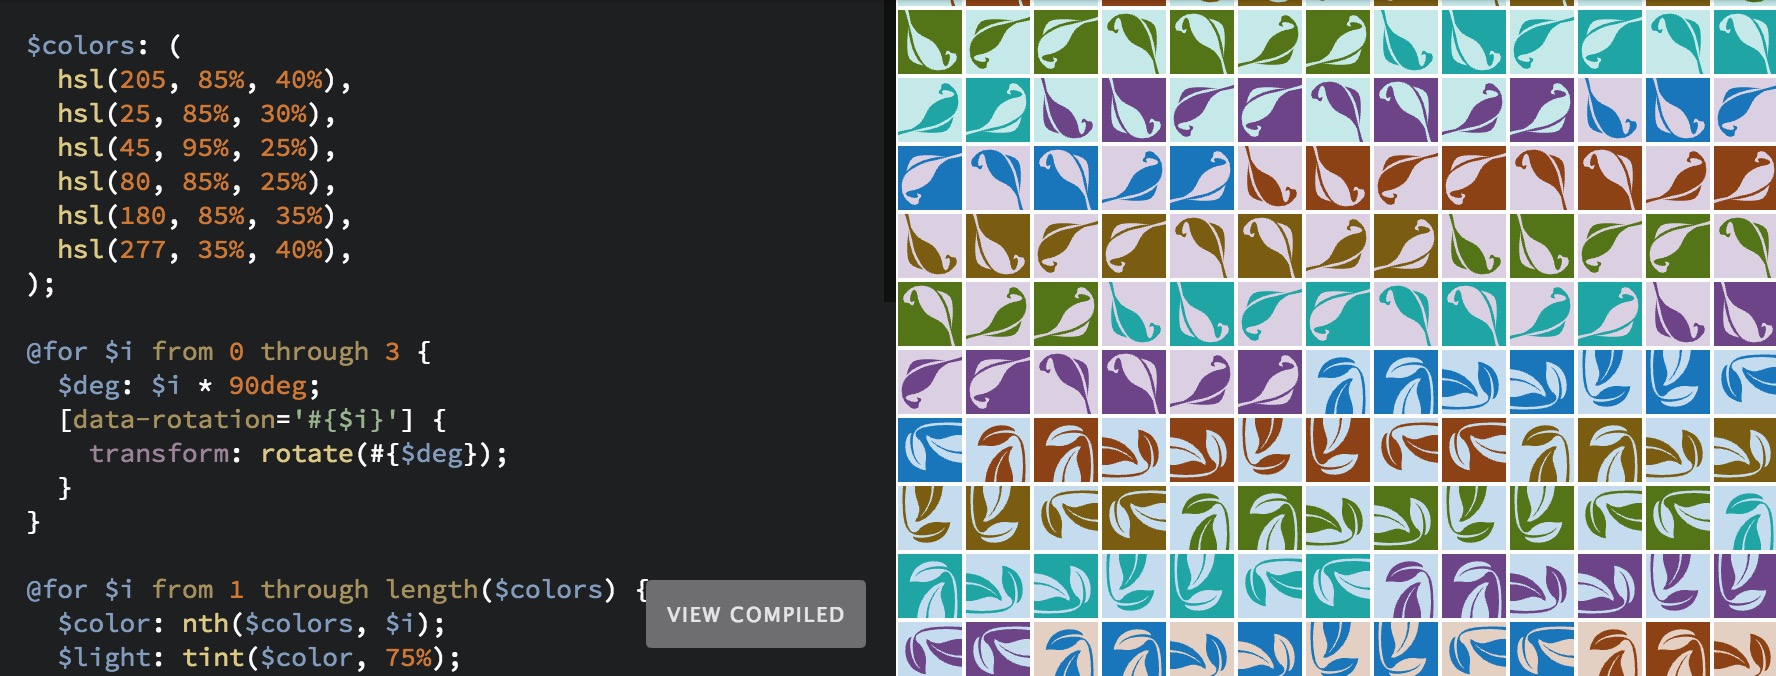 $colors: (
  hsl(205, 85%, 40%),
  hsl(25, 85%, 30%),
  hsl(45, 95%, 25%),
  hsl(80, 85%, 25%),
  hsl(180, 85%, 35%),
  hsl(277, 35%, 40%),
);
@for $i from 0 through 3 {
  $deg: $i * 90deg;
  [data-rotation='#{$i}'] {
    transform: rotate(#{$deg});
  }
}
@for $i from 1 through length($colors) {
VIEW COMPILED
  $color: nth($colors, $i);
  $light: tint($color, 75%);